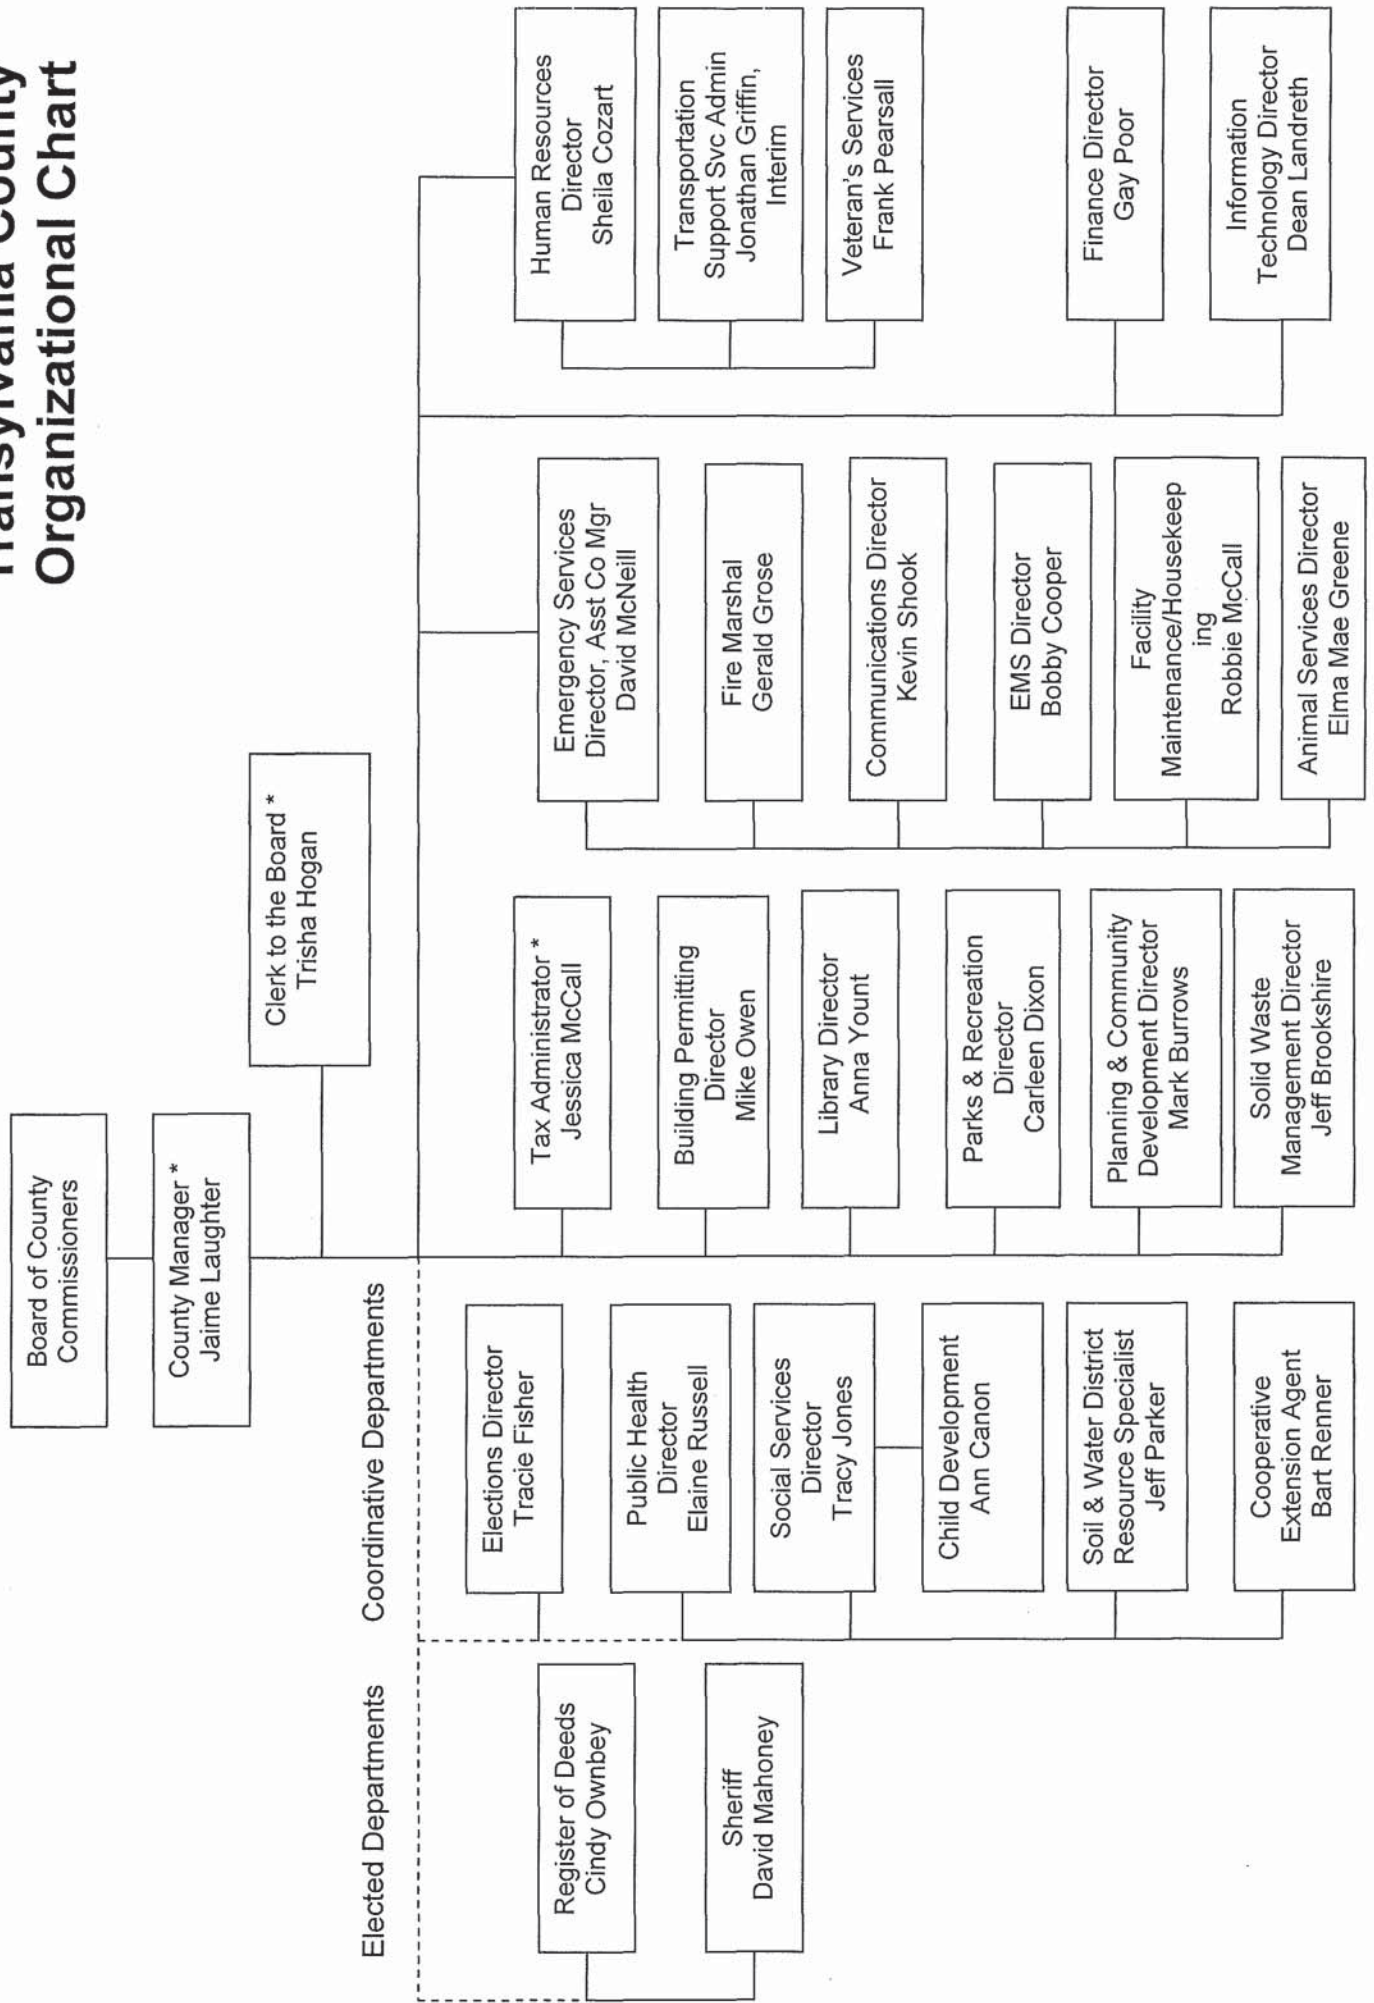 Transylvania County
Organizational Chart
Board of County
Commissioners
County Manager *
Jaime Laughter
Clerk to the Board *
Trisha Hogan
Elected Departments
Coordinative Departments
Register of Deeds
Cindy Ownbey
Sheriff
David Mahoney
Elections Director
Tracie Fisher
Public Health
Director
Elaine Russell
Social Services
Director
Tracy Jones
Child Development
Ann Canon
Soil & Water District
Resource Specialist
Jeff Parker
Cooperative
Extension Agent
Bart Renner
Tax Administrator *
Jessica McCall
Building Permitting
Director
Mike Owen
Library Director
Anna Yount
Parks & Recreation
Director
Carleen Dixon
Planning & Community
Development Director
Mark Burrows
Solid Waste
Management Director
Jeff Brookshire
Emergency Services
Director, Asst Co Mgr
David McNeill
Fire Marshal
Gerald Grose
Communications Director
Kevin Shook
EMS Director
Bobby Cooper
Facility
Maintenance/Housekeep
ing
Robbie McCall
Animal Services Director
Elma Mae Greene
Human Resources
Director
Sheila Cozart
Transportation
Support Svc Admin
Jonathan Griffin,
Interim
Veteran's Services
Frank Pearsall
Finance Director
Gay Poor
Information
Technology Director
Dean Landreth